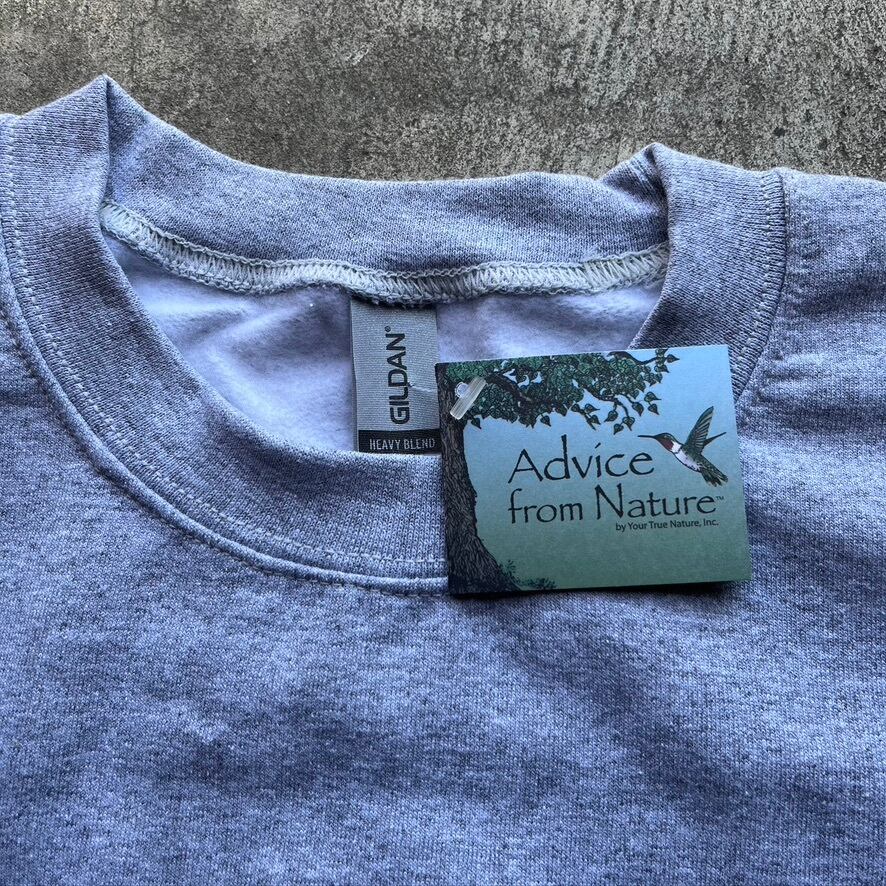 GILDAN®
HEAVY BLEND
Advice
from Nature™
by Your True Nature, Inc.